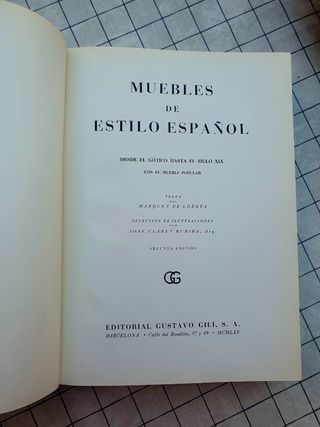 MUEBLES
DE
ESTILO ESPAÑOL
DESDE EL GÓTICO HASTA EL SIGLO XIX
CON EL MUEBLE POPULAR
TEXTO
DEL
MARQUÉS DE LOZOYA
SELECCIÓN DE ILUSTRACIONES
POR
JOSÉ CLARET RUBIRA, Arq.
SEGUNDA EDICIÓN
GG
EDITORIAL GUSTAVO GILI, S. A.
BARCELONA • Calle del Rosellón, 87 y 89 • MCMLXV